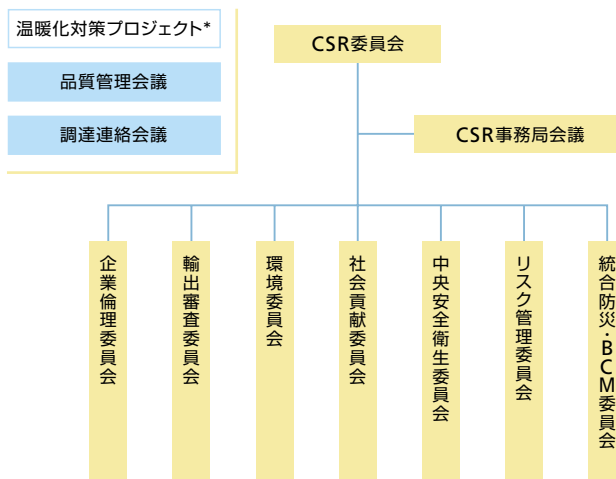 温暖化対策プロジェクト*
品質管理会議
調達連絡会議
CSR委員会
CSR事務局会議
企業倫理委員会
輸出審査委員会
環境委員会
社会貢献委員会
中央安全衛生委員会
リスク管理委員会
統合防災・BCM委員会